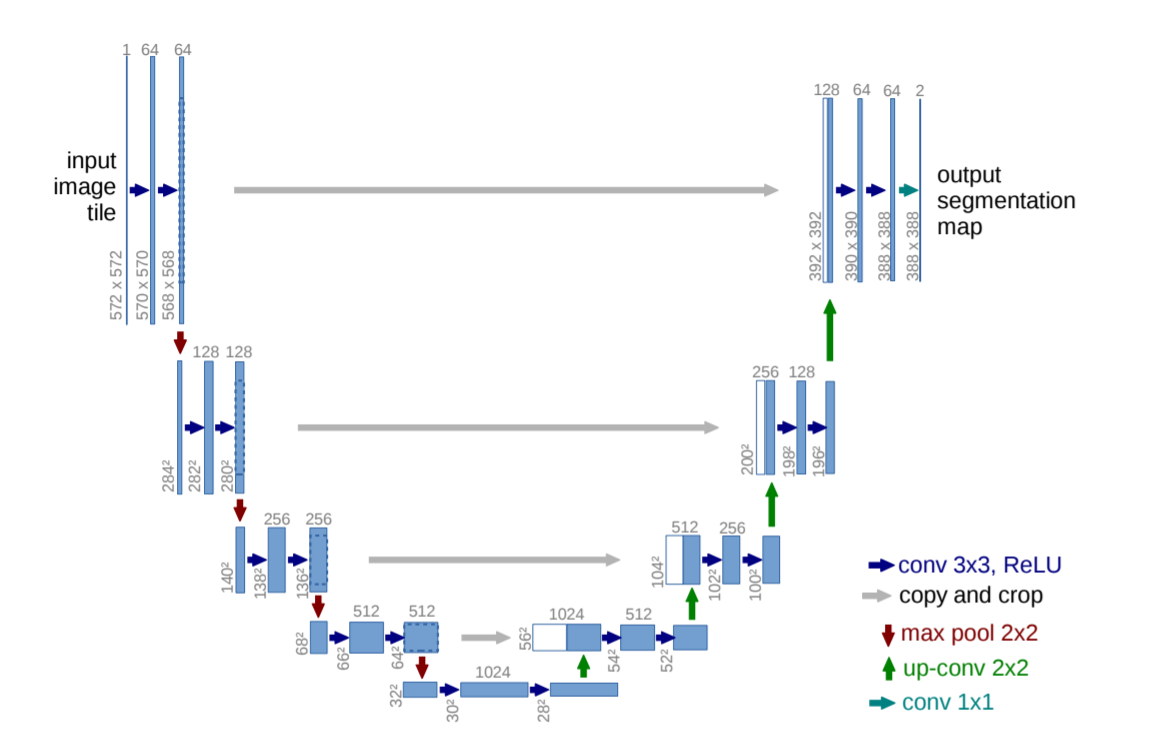 1 64 64
input
image
tile
572 x 572
570 x 570
568 x 568
128 64 64 2
output
segmentation
map
392 x 392
390 x 390
388 x 388
388 x 388
128 128
284²
282²
280²
256 128
200²
198²
196²
256 256
140²
138²
136²
512 256
104²
102²
100²
512 512
68²
66²
64²
1024 512
56²
54²
52²
1024
32²
30²
28²
conv 3x3, ReLU
copy and crop
max pool 2x2
up-conv 2x2
conv 1x1